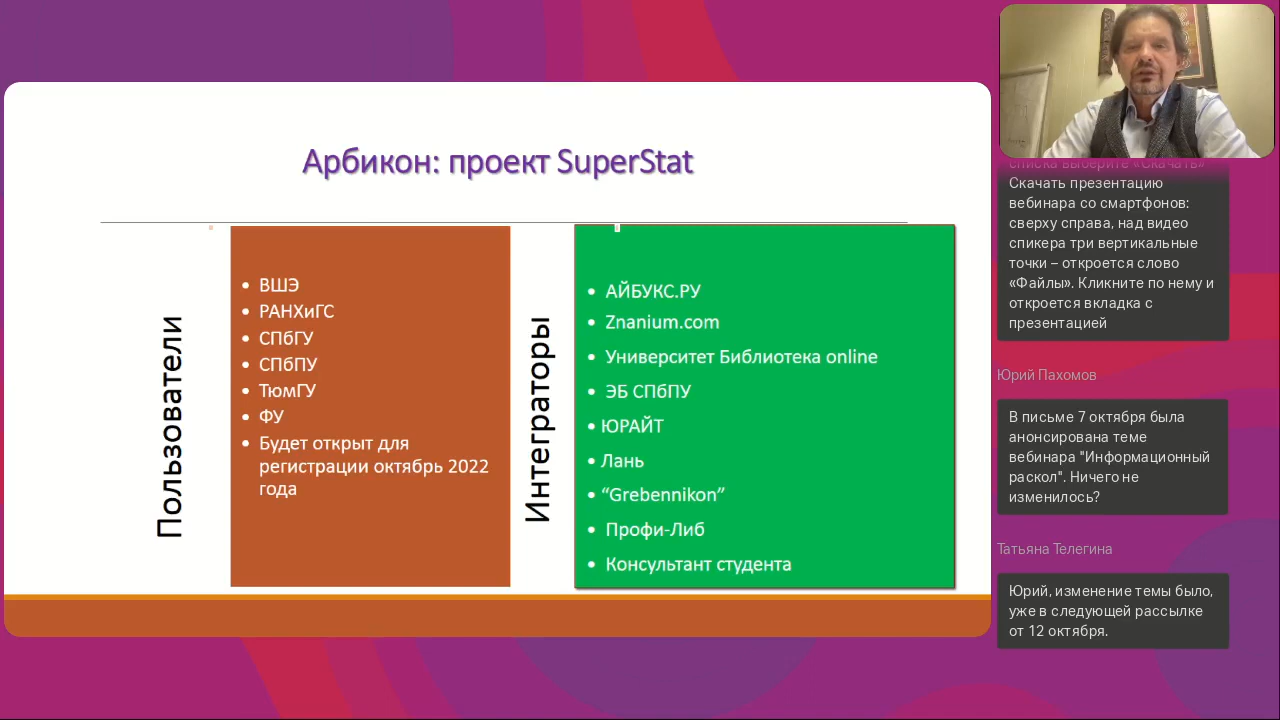 Арбикон: проект SuperStat
Пользователи
• ВШЭ
• РАНХиГС
• СПбГУ
• СПбПУ
• ТюмГУ
• ФУ
• Будет открыт для
регистрации октябрь 2022
года
Интеграторы
• АЙБУКС.РУ
• Znanium.com
• Университет Библиотека online
• ЭБ СПбПУ
• ЮРАЙТ
• Лань
• “Grebennikon”
• Профи-Либ
• Консультант студента
списка выберите «Скачать»
Скачать презентацию
вебинара со смартфонов:
сверху справа, над видео
спикера три вертикальные
точки – откроется слово
«Файлы». Кликните по нему и
откроется вкладка с
презентацией
Юрий Пахомов
В письме 7 октября была
анонсирована теме
вебинара "Информационный
раскол". Ничего не
изменилось?
Татьяна Телегина
Юрий, изменение темы было,
уже в следующей рассылке
от 12 октября.